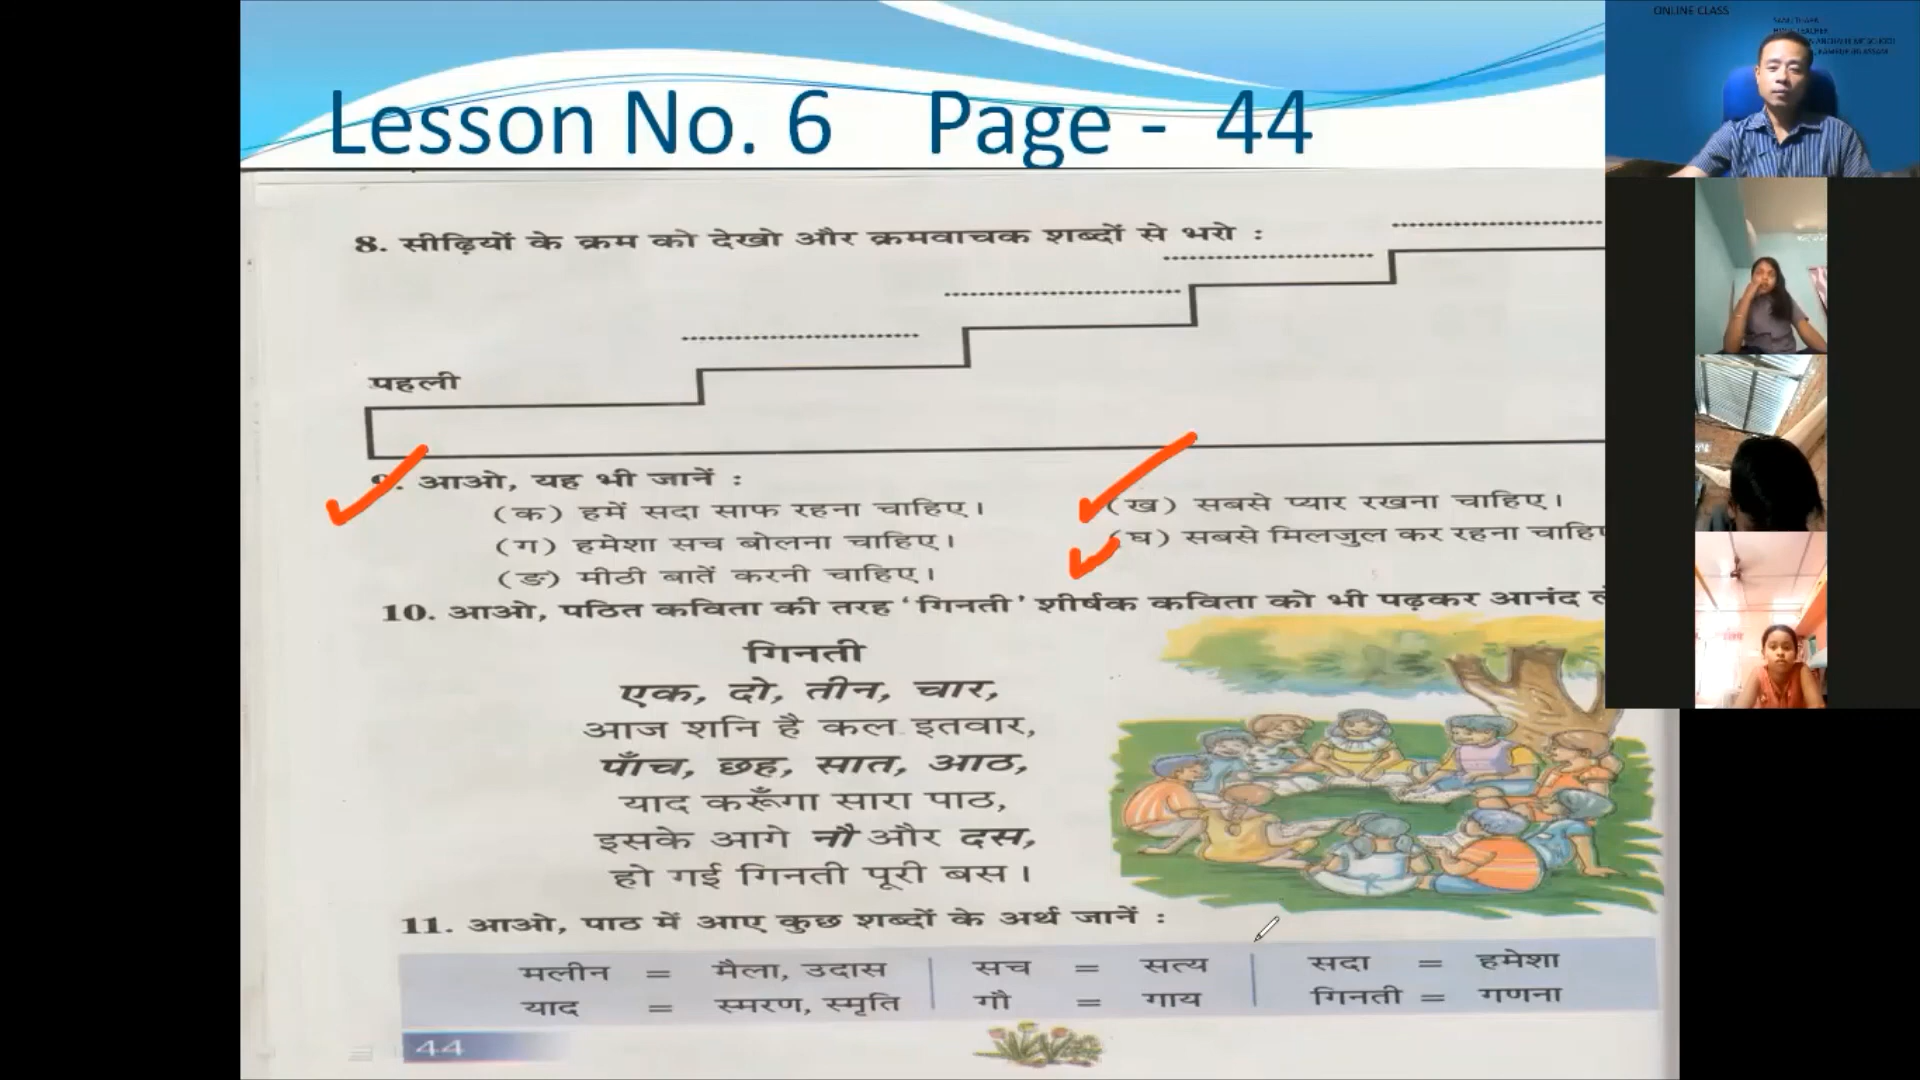 Lesson No. 6 Page - 44
ONLINE CLASS
8. सीढ़ियों के क्रम को देखो और क्रमवाचक शब्दों से भरो :
पहली
9. आओ, यह भी जानें :
(क) हमें सदा साफ रहना चाहिए। (ख) सबसे प्यार रखना चाहिए।
(ग) हमेशा सच बोलना चाहिए। (घ) सबसे मिलजुल कर रहना
(ङ) मीठी बातें करनी चाहिए।
10. आओ, पठित कविता की तरह 'गिनती' शीर्षक कविता को भी पढ़कर आनंद
गिनती
एक, दो, तीन, चार,
आज शनि है कल इतवार,
पाँच, छह, सात, आठ,
याद करूँगा सारा पाठ,
इसके आगे नौ और दस,
हो गई गिनती पूरी बस।
11. आओ, पाठ में आए कुछ शब्दों के अर्थ जानें :
मलीन = मैला, उदास सच = सत्य सदा = हमेशा
याद = स्मरण, स्मृति गौ = गाय गिनती = गणना
44